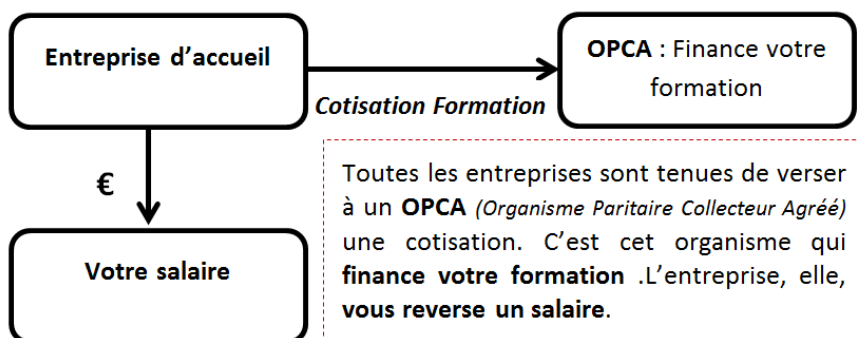 Entreprise d’accueil
OPCA : Finance votre
formation
Cotisation Formation
€
Votre salaire
Toutes les entreprises sont tenues de verser
à un OPCA (Organisme Paritaire Collecteur Agréé)
une cotisation. C’est cet organisme qui
finance votre formation .L’entreprise, elle,
vous reverse un salaire.